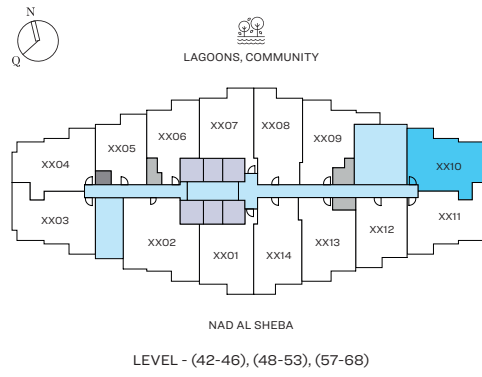 N
Q
LAGOONS, COMMUNITY
XX07 XX08
XX06 XX09
XX05
XX04 XX10
XX03 XX11
XX02 XX12
XX01 XX14 XX13
NAD AL SHEBA
LEVEL - (42-46), (48-53), (57-68)